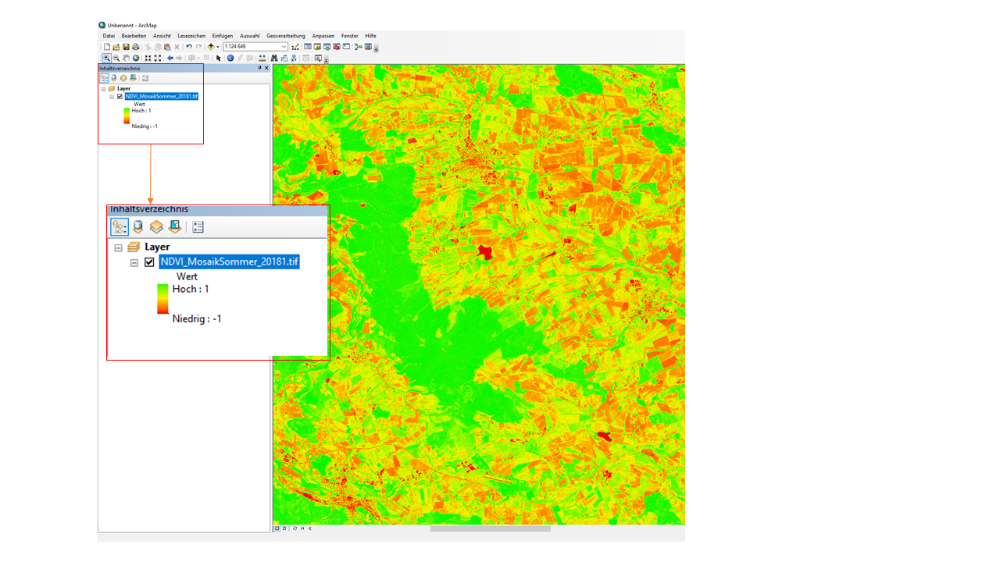 Unbenannt - ArcMap
Datei Bearbeiten Ansicht Lesezeichen Einfügen Auswahl Geoverarbeitung Anpassen Fenster Hilfe
1:124.646
Inhaltsverzeichnis
Layer
NDVI_MosaikSommer_20181.tif
Wert
Hoch : 1
Niedrig : -1
Inhaltsverzeichnis
Layer
NDVI_MosaikSommer_20181.tif
Wert
Hoch : 1
Niedrig : -1